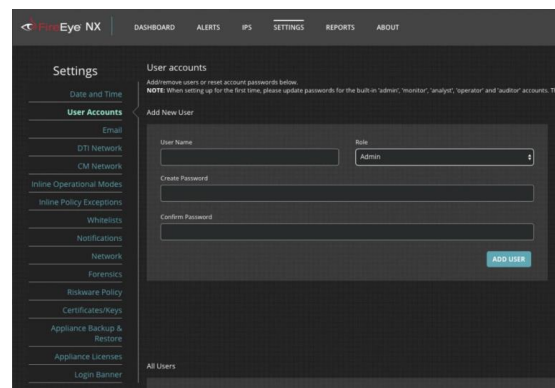 FireEye NX
DASHBOARD ALERTS IPS SETTINGS REPORTS ABOUT
Settings
Date and Time
User Accounts
Email
DTI Network
CM Network
Inline Operational Modes
Inline Policy Exceptions
Whitelists
Notifications
Network
Forensics
Riskware Policy
Certificates/Keys
Appliance Backup &
Restore
Appliance Licenses
Login Banner
User accounts
Add/remove users or reset account passwords below.
NOTE: When setting up for the first time, please update passwords for the built-in 'admin', 'monitor', 'analyst', 'operator' and 'auditor' accounts.
Add New User
User Name
Role
Admin
Create Password
Confirm Password
ADD USER
All Users